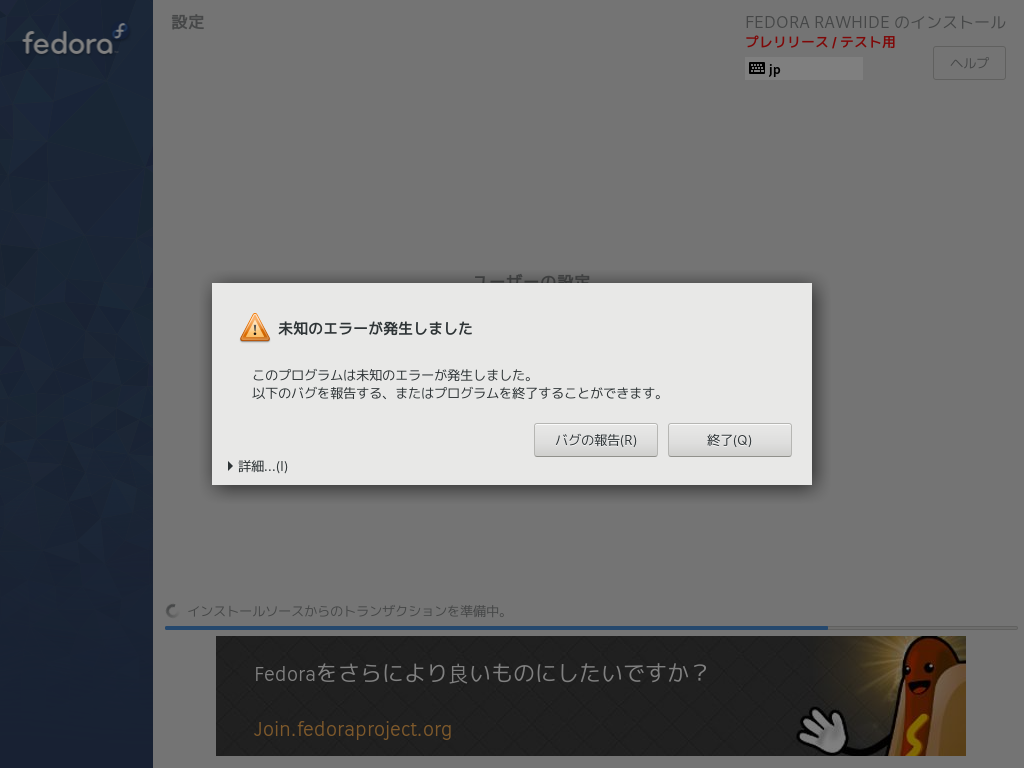 fedora
設定
FEDORA RAWHIDE のインストール
プレリリース / テスト用
jp
ヘルプ
ユーザーの設定
未知のエラーが発生しました
このプログラムは未知のエラーが発生しました。
以下のバグを報告する、またはプログラムを終了することができます。
バグの報告(R)
終了(Q)
詳細...(I)
インストールソースからのトランザクションを準備中。
Fedoraをさらにより良いものにしたいですか？
Join.fedoraproject.org